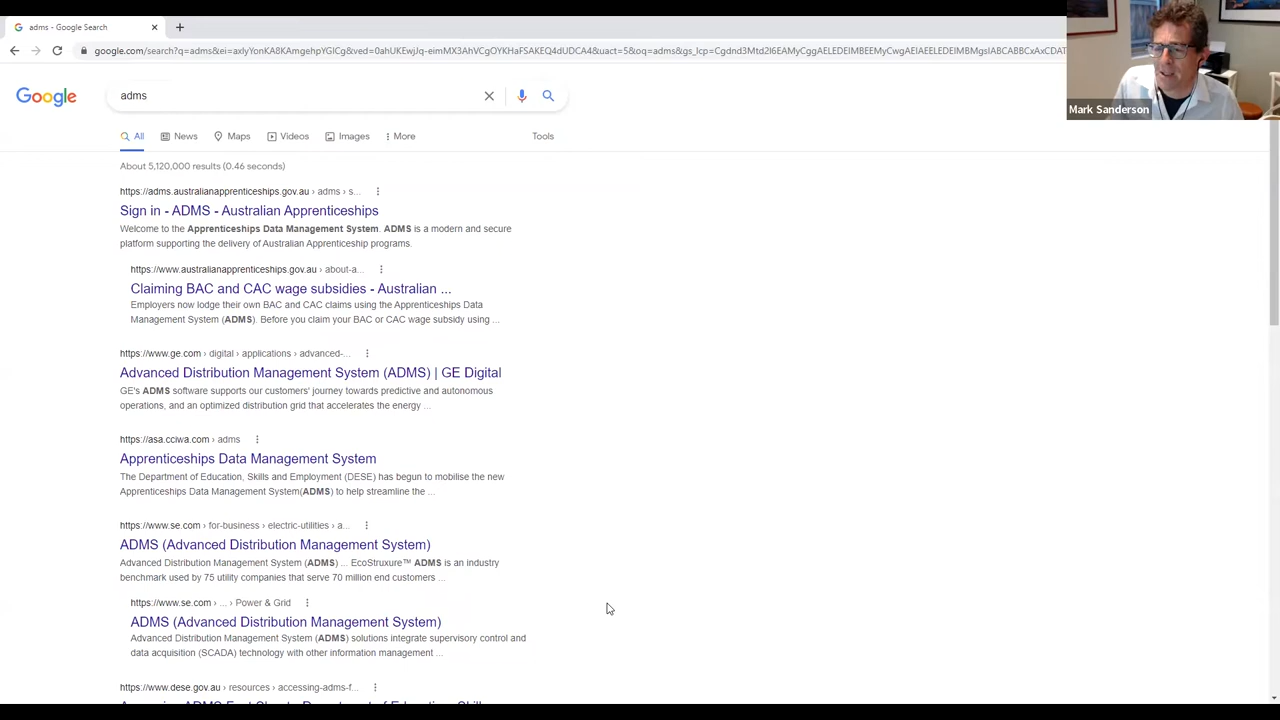 adms - Google Search
google.com/search?q=adms&ei=
Mark Sanderson
Google
adms
All
News
Maps
Videos
Images
More
Tools
About 5,120,000 results (0.46 seconds)
https://adms.australianapprenticeships.gov.au › adms › s...
Sign in - ADMS - Australian Apprenticeships
Welcome to the Apprenticeships Data Management System. ADMS is a modern and secure
platform supporting the delivery of Australian Apprenticeship programs.
https://www.australianapprenticeships.gov.au › about-a...
Claiming BAC and CAC wage subsidies - Australian ...
Employers now lodge their own BAC and CAC claims using the Apprenticeships Data
Management System (ADMS). Before you claim your BAC or CAC wage subsidy using ...
https://www.ge.com › digital › applications › advanced-...
Advanced Distribution Management System (ADMS) | GE Digital
GE's ADMS software supports our customers' journey towards predictive and autonomous
operations, and an optimized distribution grid that accelerates the energy ...
https://asa.cciwa.com › adms
Apprenticeships Data Management System
The Department of Education, Skills and Employment (DESE) has begun to mobilise the new
Apprenticeships Data Management System(ADMS) to help streamline the ...
https://www.se.com › for-business › electric-utilities › a...
ADMS (Advanced Distribution Management System)
Advanced Distribution Management System (ADMS) ... EcoStruxure™ ADMS is an industry
benchmark used by 75 utility companies that serve 70 million end customers ...
https://www.se.com › ... › Power & Grid
ADMS (Advanced Distribution Management System)
Advanced Distribution Management System (ADMS) solutions integrate supervisory control and
data acquisition (SCADA) technology with other information management ...
https://www.dese.gov.au › resources › accessing-adms-f...